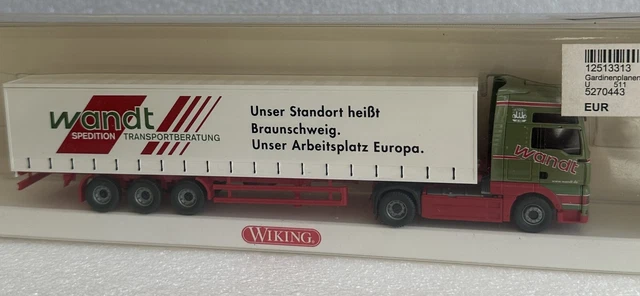 wandt
SPEDITION TRANSPORTBERATUNG
Unser Standort heißt
Braunschweig.
Unser Arbeitsplatz Europa.
wandt
WIKING
12513313
Gardinenplanen
U 511
5270443
EUR